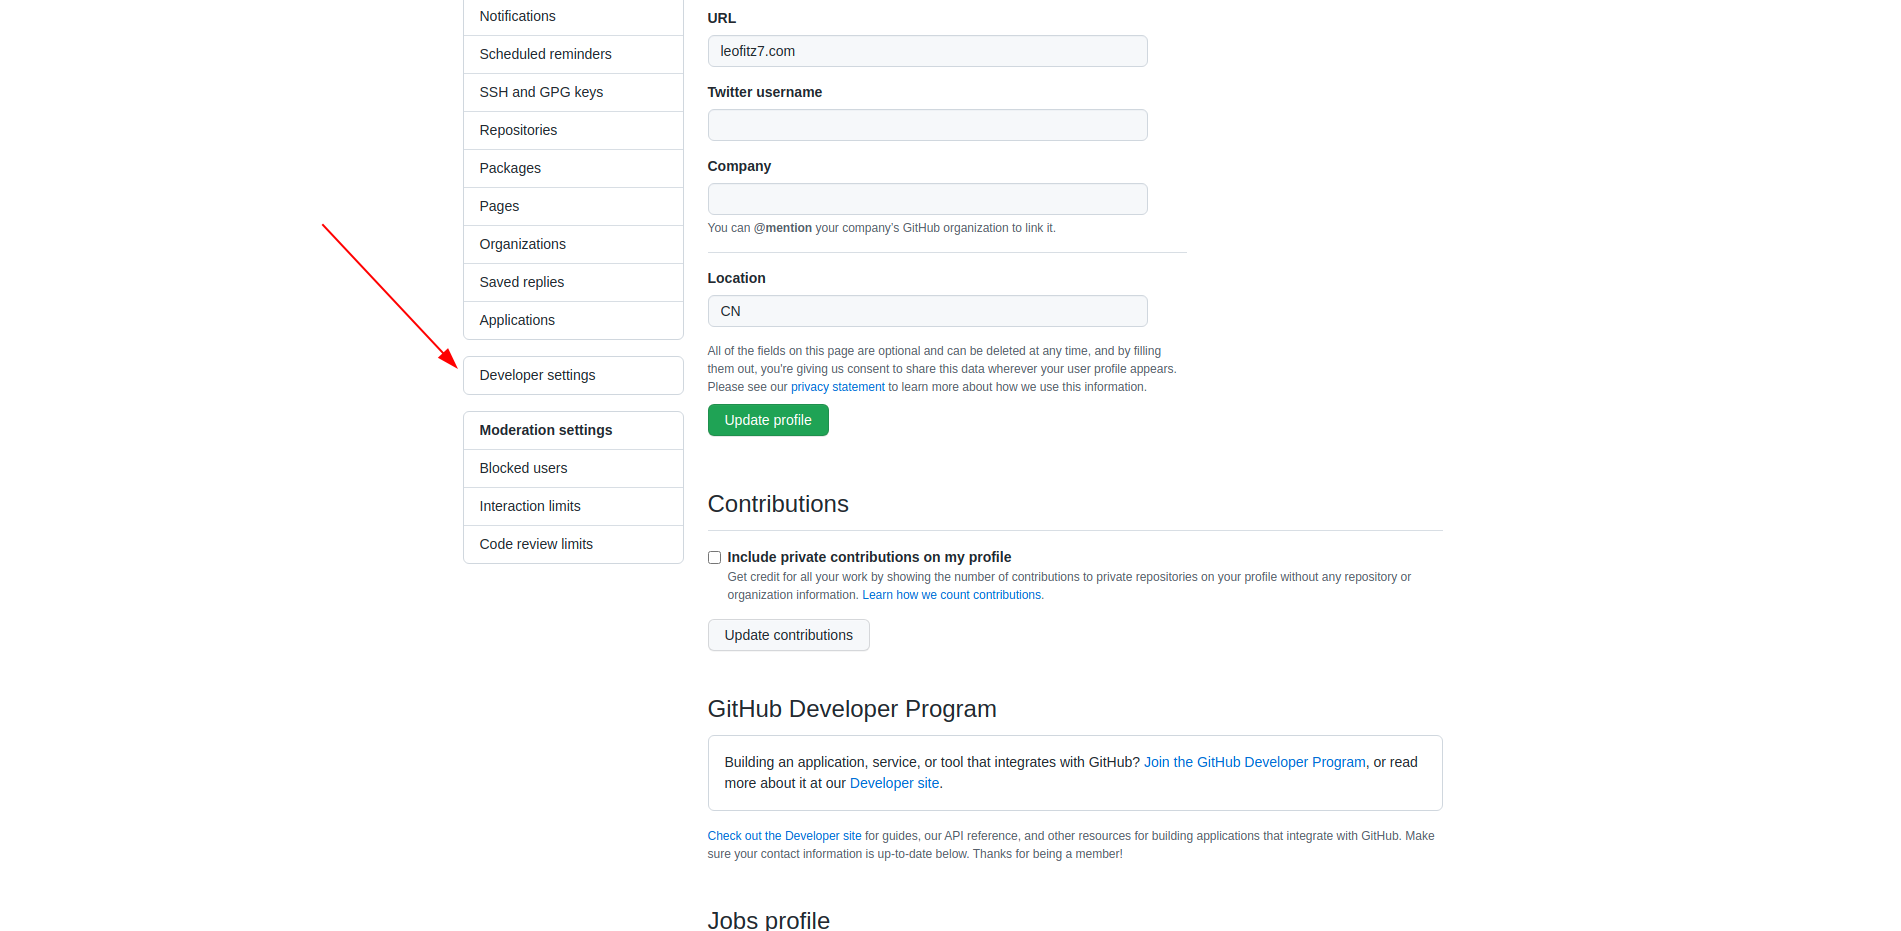 Notifications
Scheduled reminders
SSH and GPG keys
Repositories
Packages
Pages
Organizations
Saved replies
Applications
Developer settings
Moderation settings
Blocked users
Interaction limits
Code review limits
URL
leofitz7.com
Twitter username
Company
You can @mention your company's GitHub organization to link it.
Location
CN
All of the fields on this page are optional and can be deleted at any time, and by filling
them out, you're giving us consent to share this data wherever your user profile appears.
Please see our privacy statement to learn more about how we use this information.
Update profile
Contributions
Include private contributions on my profile
Get credit for all your work by showing the number of contributions to private repositories on your profile without any repository or
organization information. Learn how we count contributions.
Update contributions
GitHub Developer Program
Building an application, service, or tool that integrates with GitHub? Join the GitHub Developer Program, or read
more about it at our Developer site.
Check out the Developer site for guides, our API reference, and other resources for building applications that integrate with GitHub. Make
sure your contact information is up-to-date below. Thanks for being a member!
Jobs profile